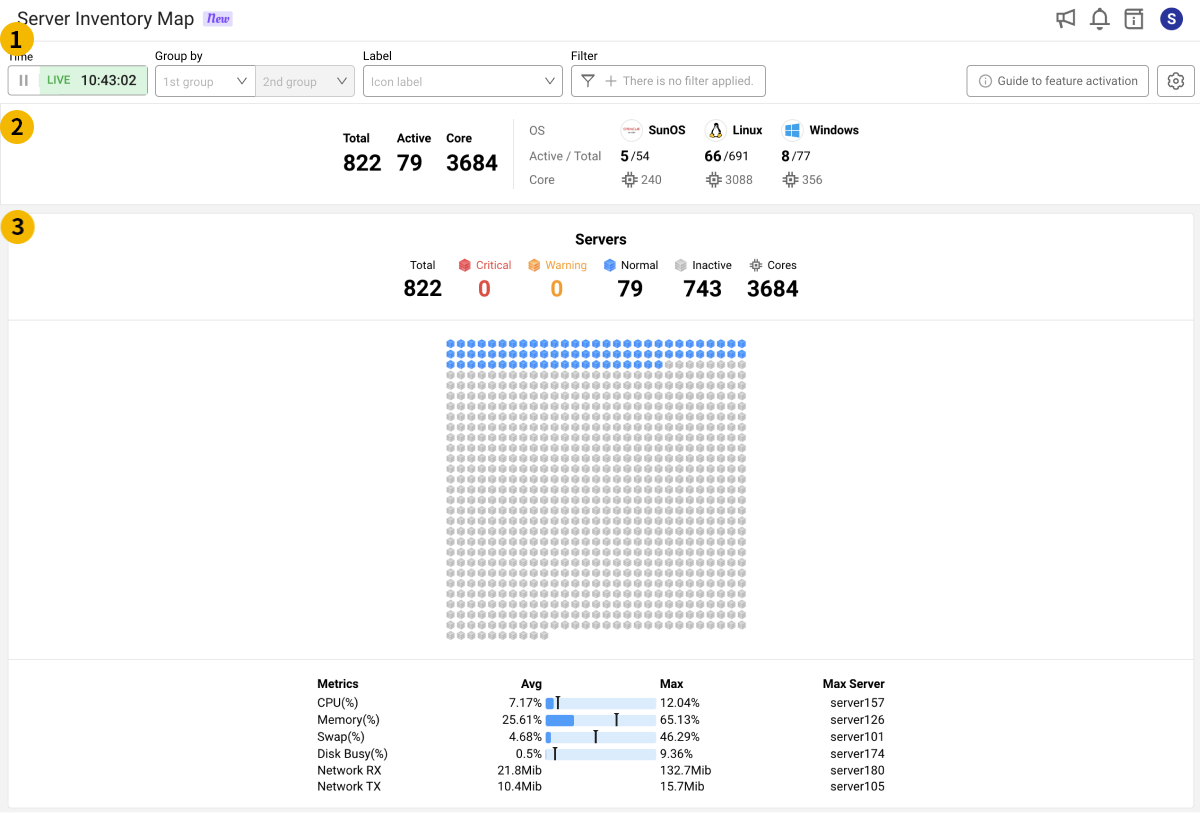 Server Inventory Map New
S
1
Time Group by Label Filter
LIVE 10:43:02 1st group 2nd group Icon label There is no filter applied. Guide to feature activation
2
Total Active Core
822 79 3684
OS SunOS Linux Windows
Active / Total 5 /54 66 /691 8 /77
Core 240 3088 356
3
Servers
Total Critical Warning Normal Inactive Cores
822 0 0 79 743 3684
Metrics Avg Max Max Server
CPU(%) 7.17% 12.04% server157
Memory(%) 25.61% 65.13% server126
Swap(%) 4.68% 46.29% server101
Disk Busy(%) 0.5% 9.36% server174
Network RX 21.8Mib 132.7Mib server180
Network TX 10.4Mib 15.7Mib server105